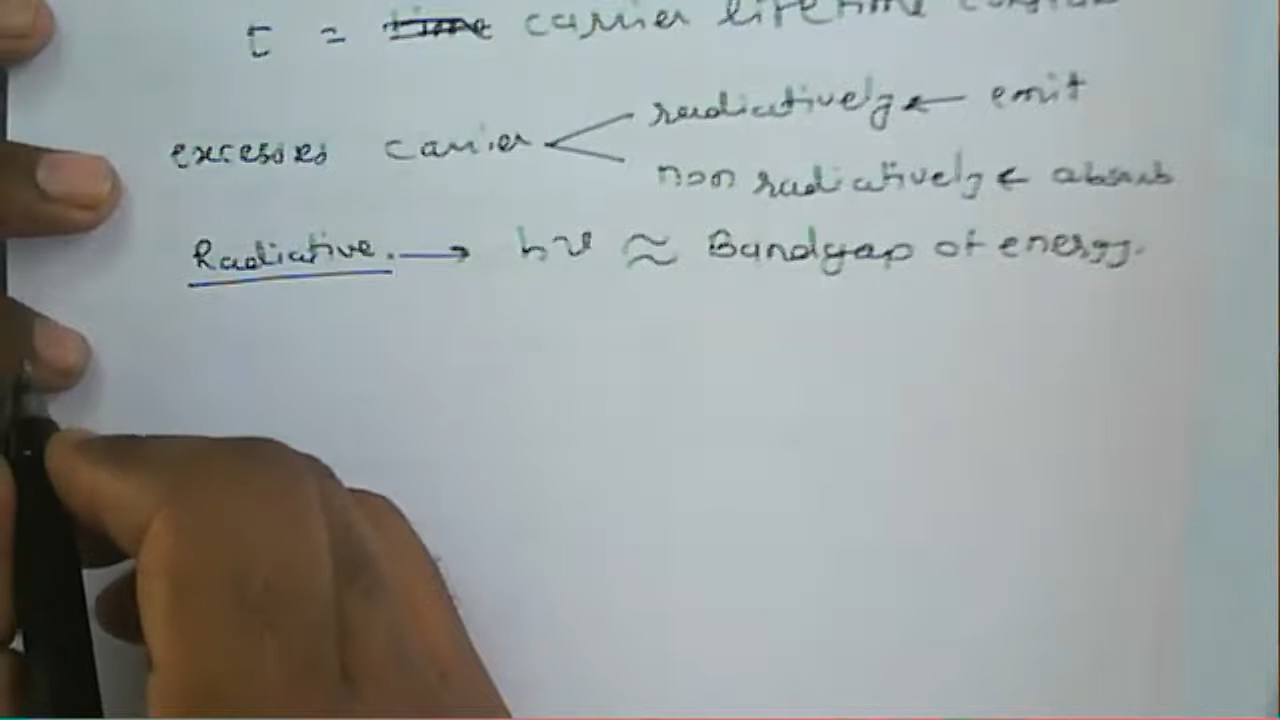 τ = time carrier lifetime
excesses carrier radiatively ← emit
non radiatively ← absorb
Radiative. → hν ≈ Bandgap of energy.